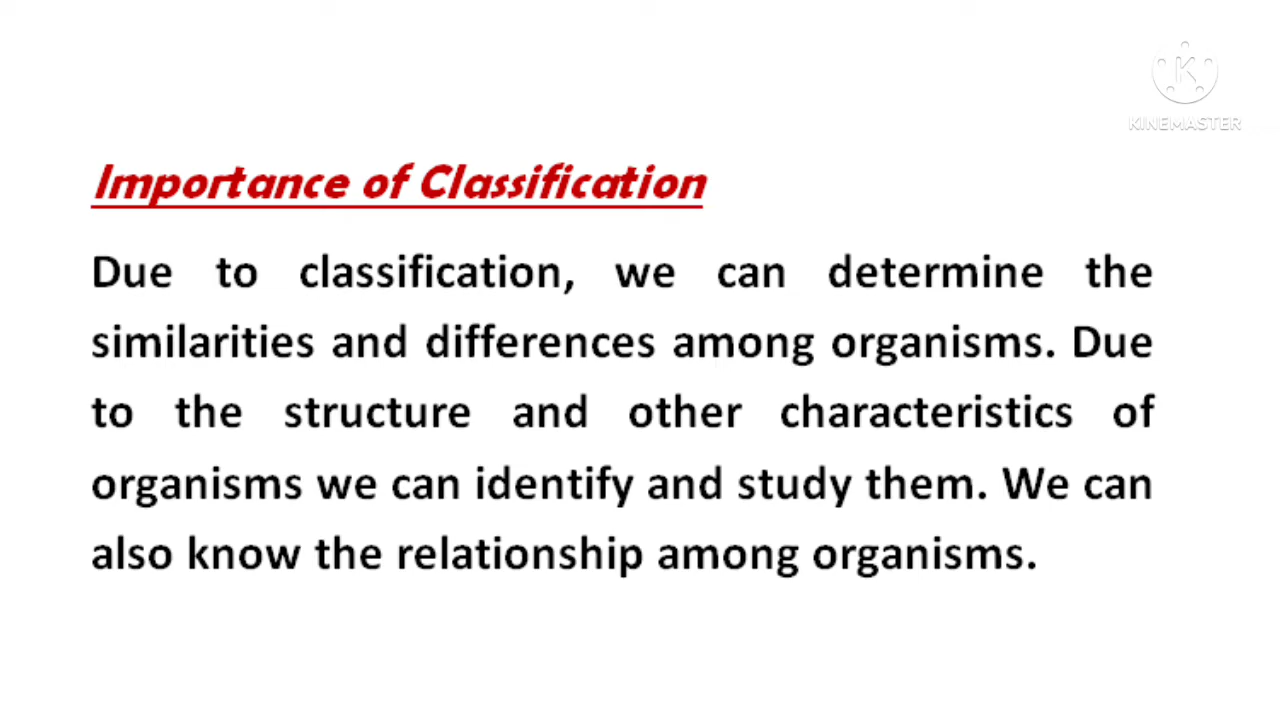 KINEMASTER
Importance of Classification
Due to classification, we can determine the
similarities and differences among organisms. Due
to the structure and other characteristics of
organisms we can identify and study them. We can
also know the relationship among organisms.